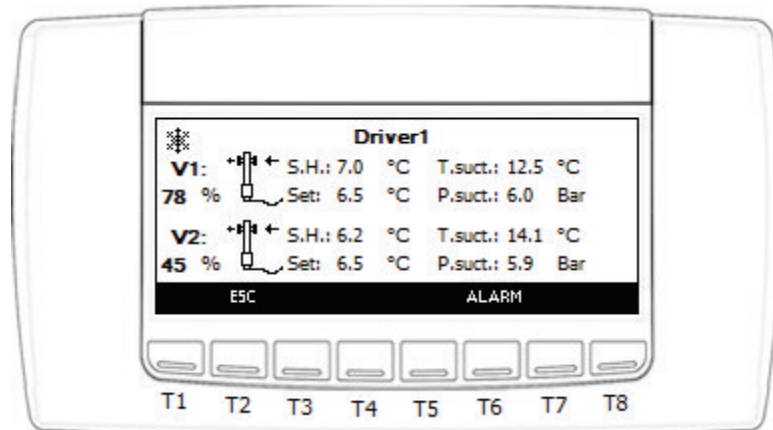 Driver1
V1: S.H.: 7.0 °C T.suct.: 12.5 °C
78 % Set: 6.5 °C P.suct.: 6.0 Bar
V2: S.H.: 6.2 °C T.suct.: 14.1 °C
45 % Set: 6.5 °C P.suct.: 5.9 Bar
ESC ALARM
T1 T2 T3 T4 T5 T6 T7 T8